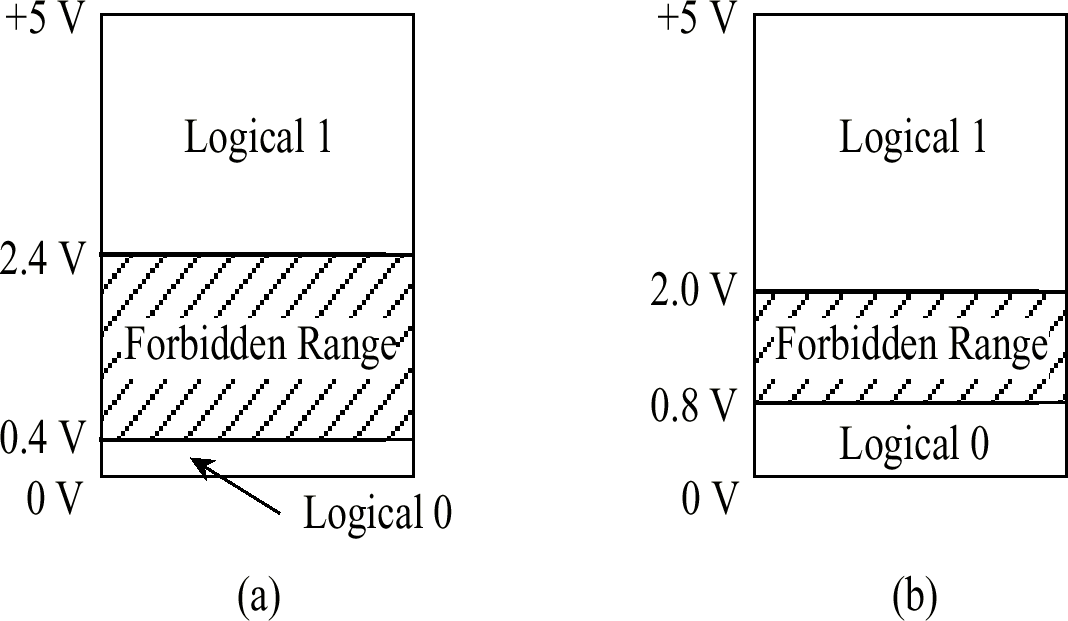 +5 V
Logical 1
2.4 V
Forbidden Range
0.4 V
0 V
Logical 0
(a)
+5 V
Logical 1
2.0 V
Forbidden Range
0.8 V
Logical 0
0 V
(b)